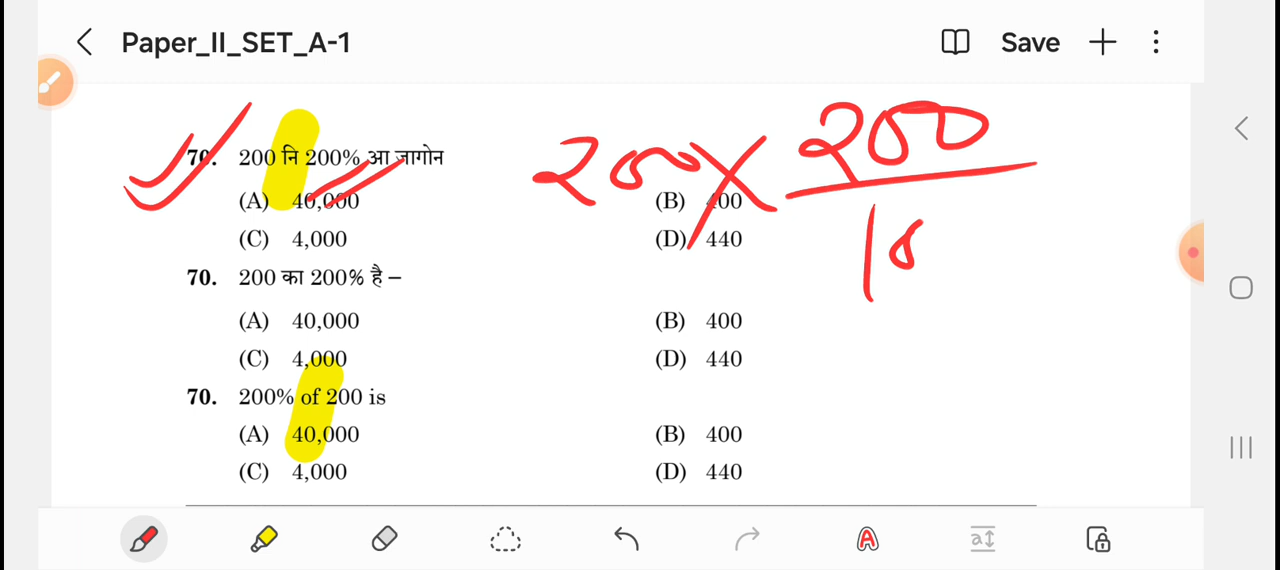 Paper_II_SET_A-1 Save
70. 200 नि 200% आ जागोन
(A) 40,000 (B) 400
(C) 4,000 (D) 440
70. 200 का 200% है –
(A) 40,000 (B) 400
(C) 4,000 (D) 440
70. 200% of 200 is
(A) 40,000 (B) 400
(C) 4,000 (D) 440
200 × 200
10
A a